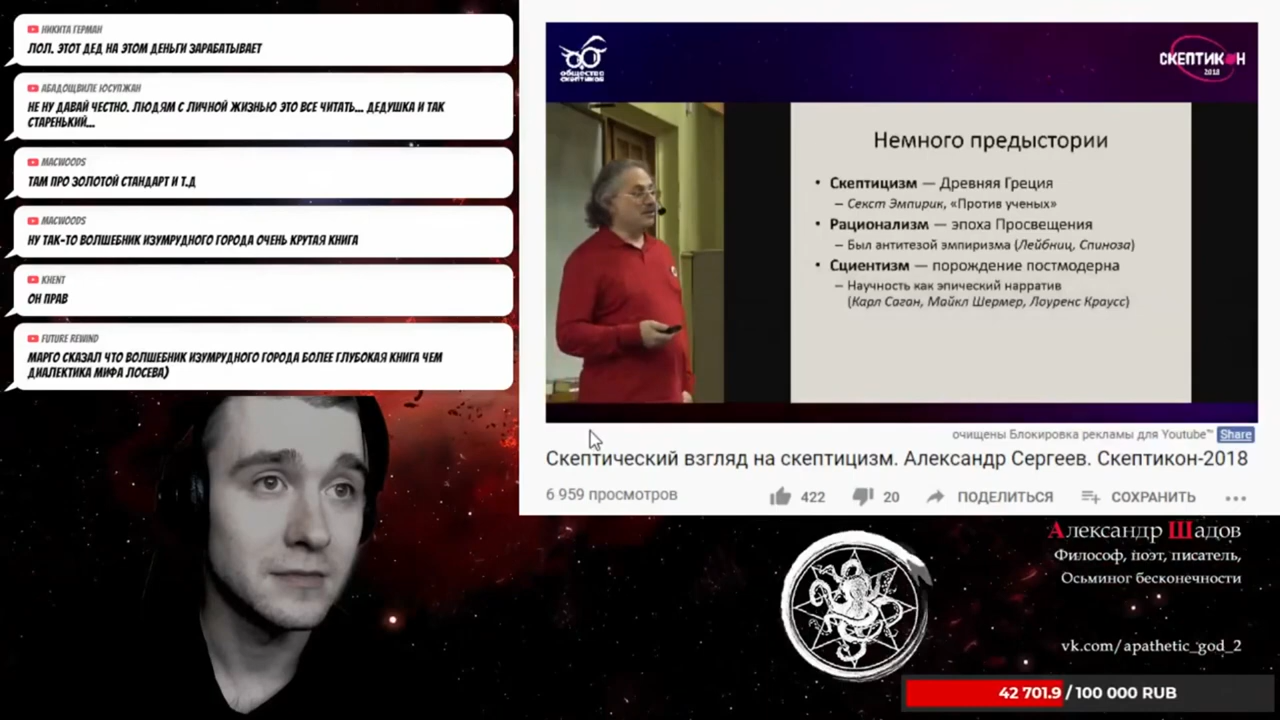 НИКИТА ГЕРМАН
ЛОЛ. ЭТОТ ДЕД НА ЭТОМ ДЕНЬГИ ЗАРАБАТЫВАЕТ
АБАДОЩВИЛЕ ЮСУПЖАН
НЕ НУ ДАВАЙ ЧЕСТНО. ЛЮДЯМ С ЛИЧНОЙ ЖИЗНЬЮ ЭТО ВСЕ ЧИТАТЬ... ДЕДУШКА И ТАК
СТАРЕНЬКИЙ...
MACWOODS
ТАМ ПРО ЗОЛОТОЙ СТАНДАРТ И Т.Д
MACWOODS
НУ ТАК-ТО ВОЛШЕБНИК ИЗУМРУДНОГО ГОРОДА ОЧЕНЬ КРУТАЯ КНИГА
KHENT
ОН ПРАВ
FUTURE REWIND
МАРГО СКАЗАЛ ЧТО ВОЛШЕБНИК ИЗУМРУДНОГО ГОРОДА БОЛЕЕ ГЛУБОКАЯ КНИГА ЧЕМ
ДИАЛЕКТИКА МИФА ЛОСЕВА)
общество
скептиков
СКЕПТИКОН
2018
Немного предыстории
• Скептицизм — Древняя Греция
– Секст Эмпирик, «Против ученых»
• Рационализм — эпоха Просвещения
– Был антитезой эмпиризма (Лейбниц, Спиноза)
• Сциентизм — порождение постмодерна
– Научность как эпический нарратив
(Карл Саган, Майкл Шермер, Лоуренс Краусс)
очищены Блокировка рекламы для Youtube™ Share
Скептический взгляд на скептицизм. Александр Сергеев. Скептикон-2018
6 959 просмотров
422
20
ПОДЕЛИТЬСЯ
СОХРАНИТЬ
Александр Шадов
Философ, поэт, писатель,
Осьминог бесконечности
vk.com/apathetic_god_2
42 701.9 / 100 000 RUB